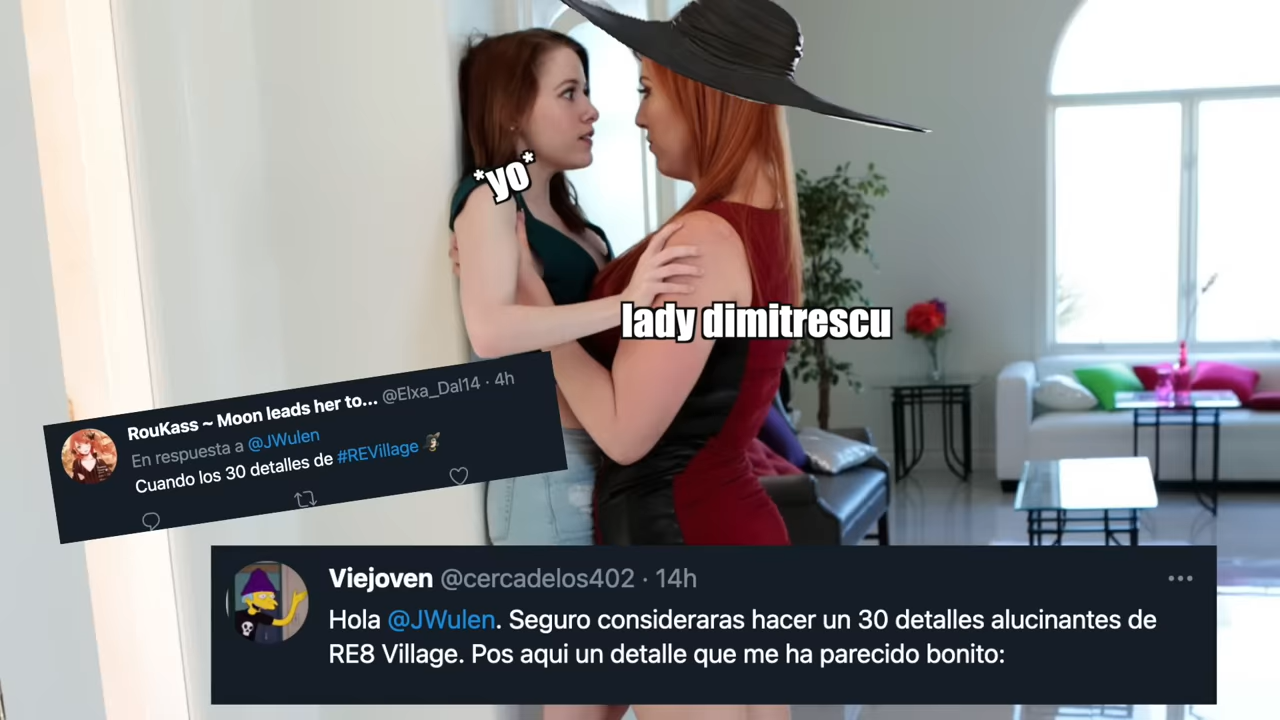 *yo*
lady dimitrescu
RouKass ~ Moon leads her to... @Elxa_Dal14 · 4h
En respuesta a @JWulen
Cuando los 30 detalles de #REVillage
Viejoven @cercadelos402 · 14h
Hola @JWulen. Seguro consideraras hacer un 30 detalles alucinantes de
RE8 Village. Pos aqui un detalle que me ha parecido bonito: